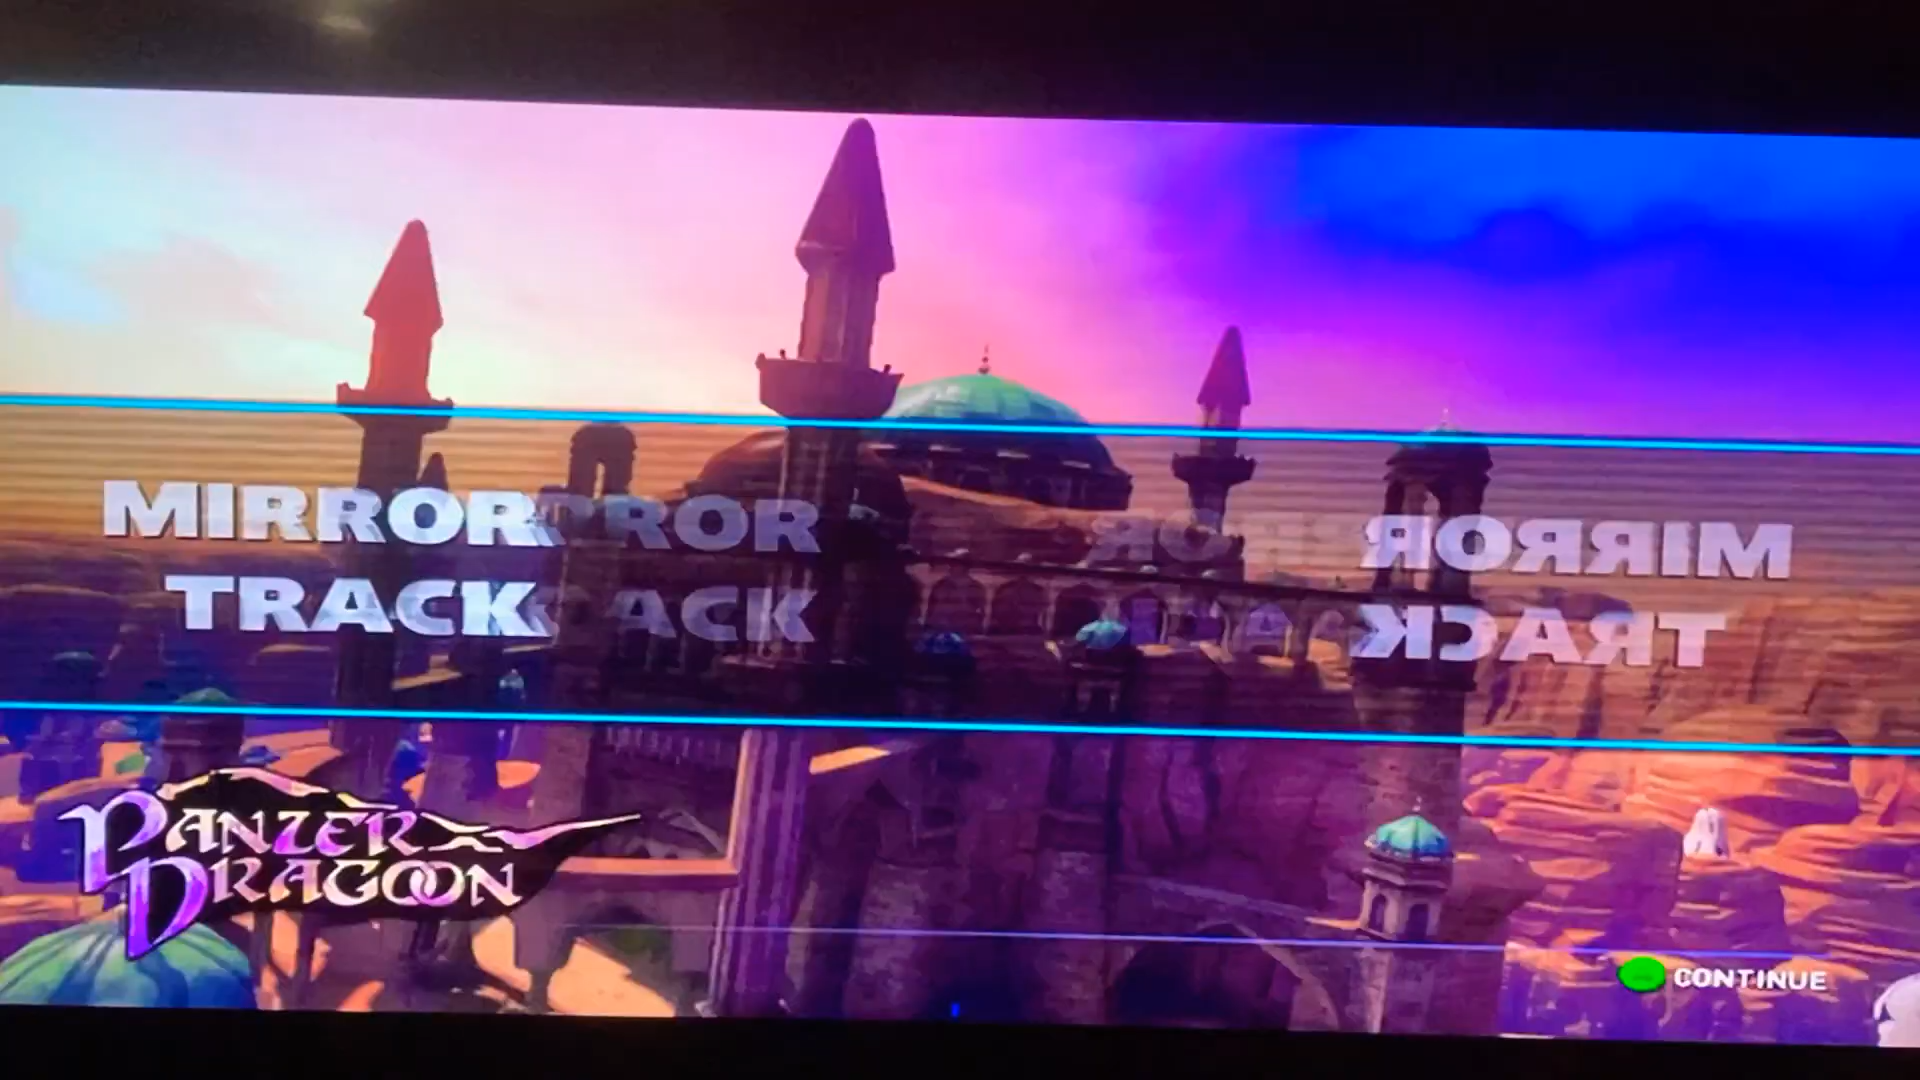 MIRROR
TRACK
MIRROR
TRACK
PANZER
DRAGOON
CONTINUE